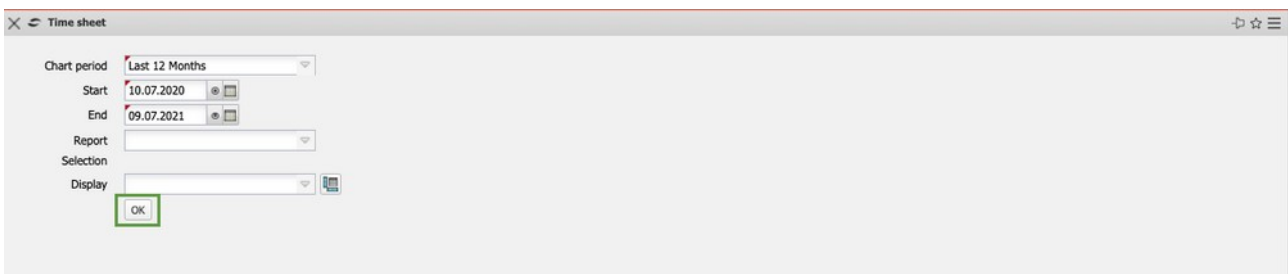 Time sheet
Chart period Last 12 Months
Start 10.07.2020
End 09.07.2021
Report
Selection
Display
OK